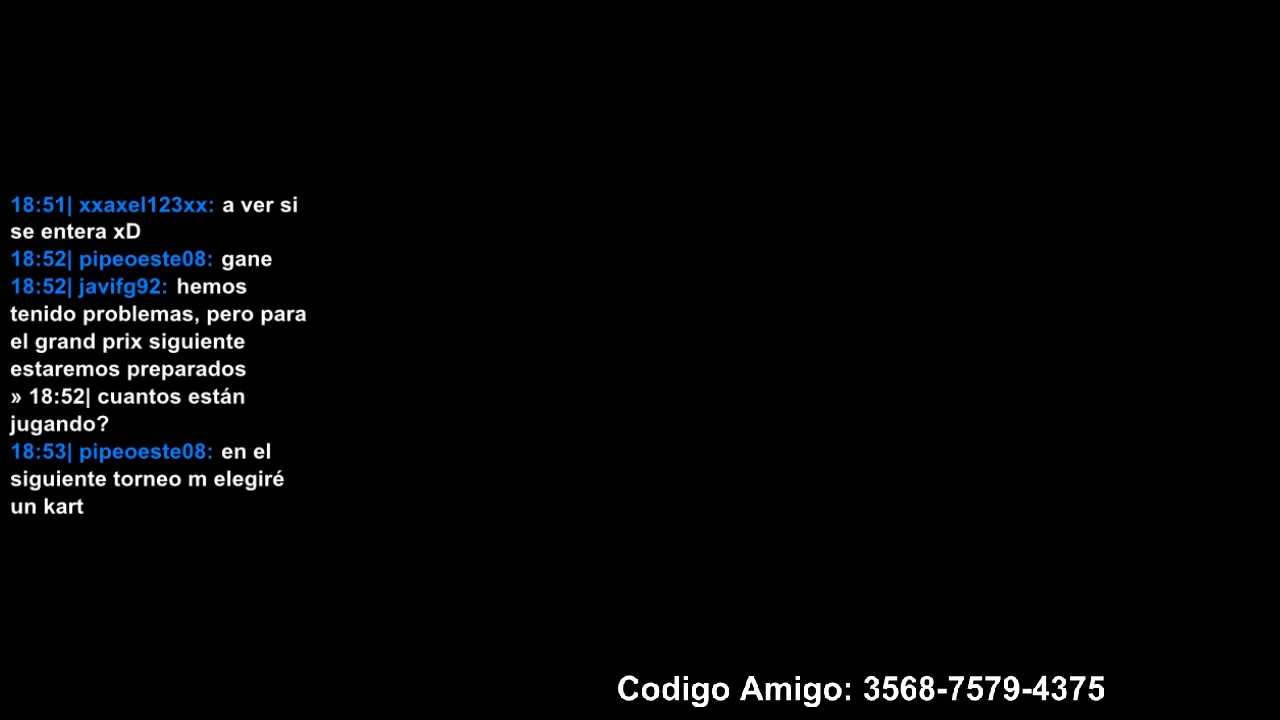 18:51| xxaxel123xx: a ver si
se entera xD
18:52| pipeoeste08: gane
18:52| javifg92: hemos
tenido problemas, pero para
el grand prix siguiente
estaremos preparados
» 18:52| cuantos están
jugando?
18:53| pipeoeste08: en el
siguiente torneo m elegiré
un kart
Codigo Amigo: 3568-7579-4375